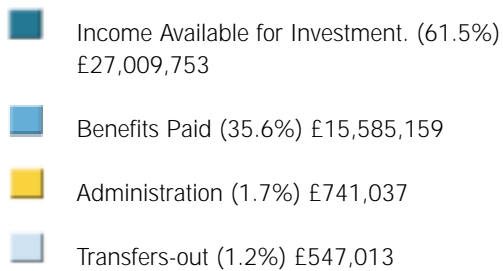 Income Available for Investment. (61.5%)
£27,009,753
Benefits Paid (35.6%) £15,585,159
Administration (1.7%) £741,037
Transfers-out (1.2%) £547,013